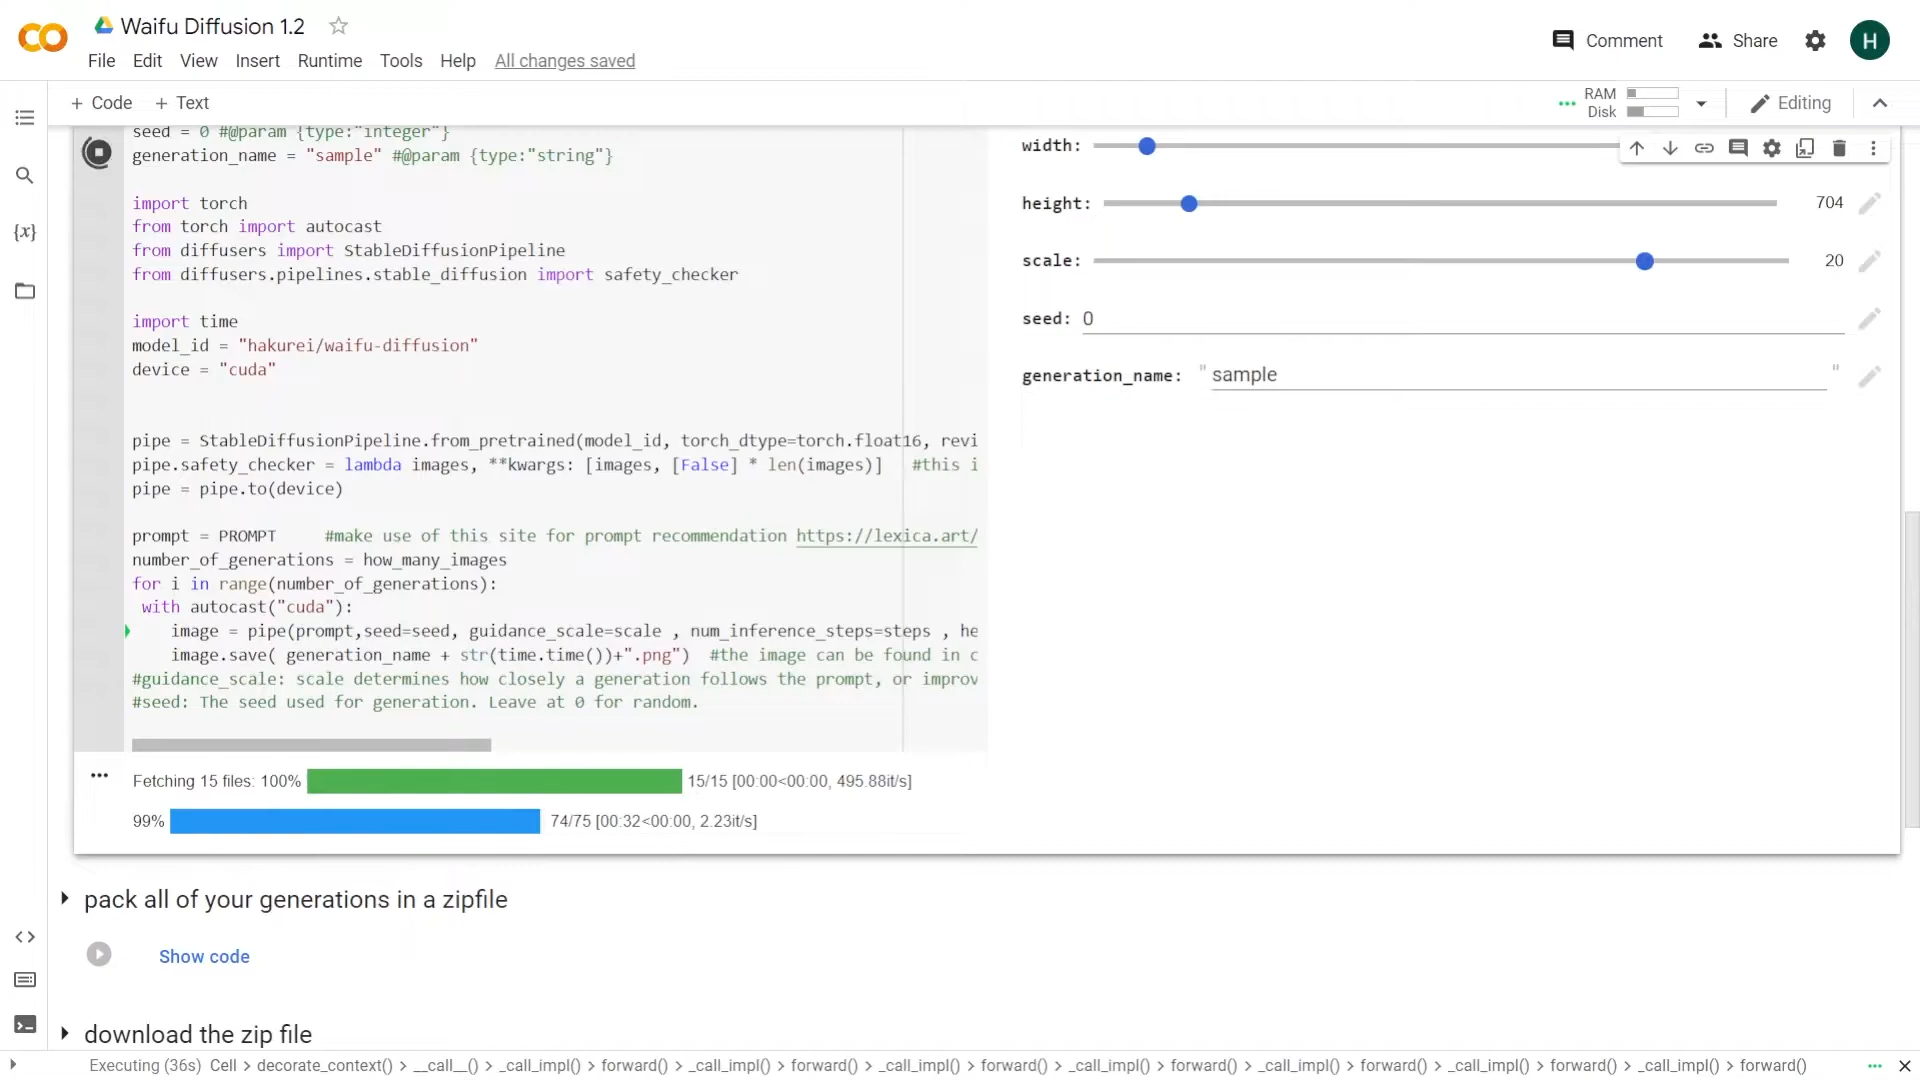 Waifu Diffusion 1.2
Comment
Share
H
File Edit View Insert Runtime Tools Help All changes saved
+ Code + Text
RAM
Disk
Editing
seed = 0 #@param {type:"integer"}
generation_name = "sample" #@param {type:"string"}
import torch
from torch import autocast
from diffusers import StableDiffusionPipeline
from diffusers.pipelines.stable_diffusion import safety_checker
import time
model_id = "hakurei/waifu-diffusion"
device = "cuda"
pipe = StableDiffusionPipeline.from_pretrained(model_id, torch_dtype=torch.float16, revi
pipe.safety_checker = lambda images, **kwargs: [images, [False] * len(images)]   #this i
pipe = pipe.to(device)
prompt = PROMPT     #make use of this site for prompt recommendation https://lexica.art/
number_of_generations = how_many_images
for i in range(number_of_generations):
with autocast("cuda"):
image = pipe(prompt,seed=seed, guidance_scale=scale , num_inference_steps=steps , he
image.save( generation_name + str(time.time())+".png")  #the image can be found in c
#guidance_scale: scale determines how closely a generation follows the prompt, or improv
#seed: The seed used for generation. Leave at 0 for random.
width:
height: 704
scale: 20
seed: 0
generation_name: " sample "
{x}
Fetching 15 files: 100% 15/15 [00:00<00:00, 495.88it/s]
99% 74/75 [00:32<00:00, 2.23it/s]
pack all of your generations in a zipfile
Show code
download the zip file
Executing (36s) Cell > decorate_context() > __call__() > _call_impl() > forward() > _call_impl() > forward() > _call_impl() > forward() > _call_impl() > forward() > _call_impl() > forward() > _call_impl() > forward() > _call_impl() > forward()